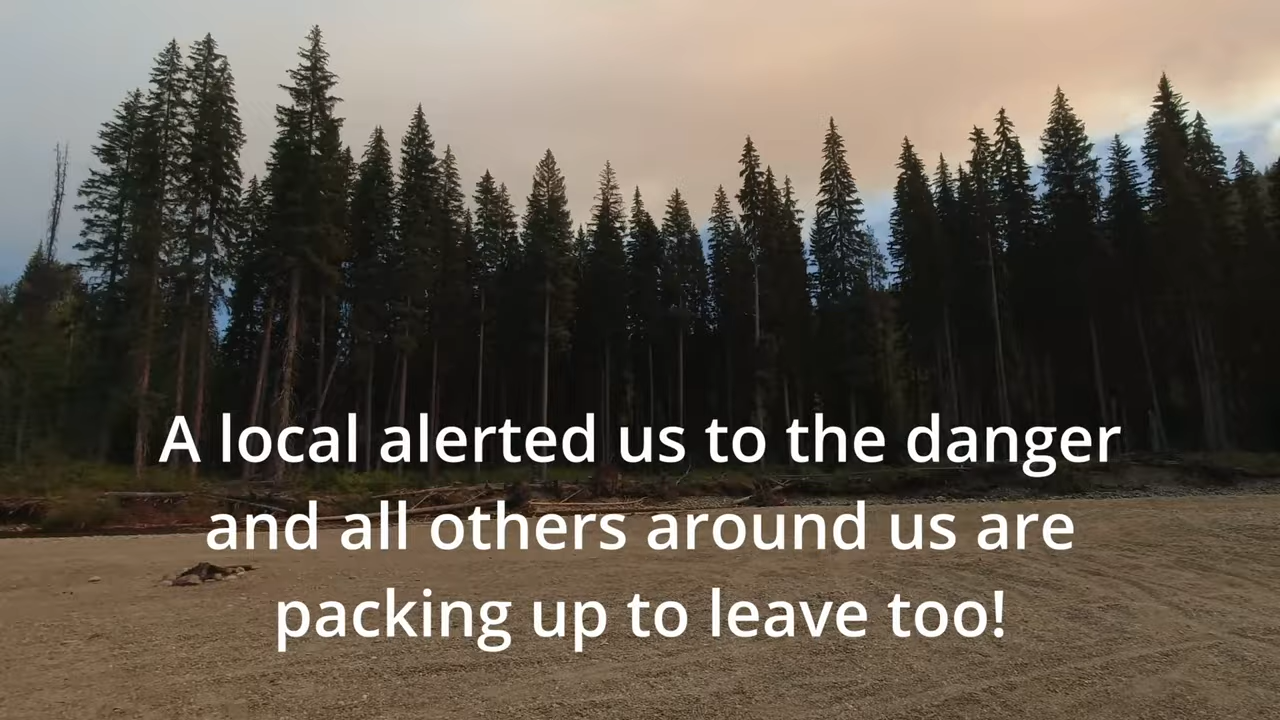 A local alerted us to the danger
and all others around us are
packing up to leave too!